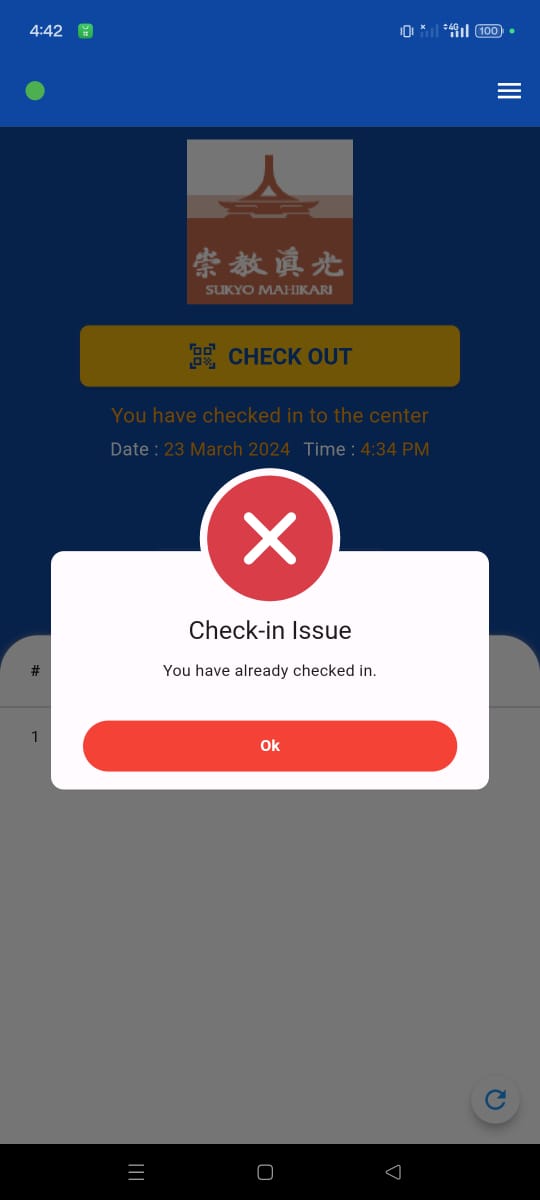 4:42
4G
100
崇教眞光
SUKYO MAHIKARI
CHECK OUT
You have checked in to the center
Date : 23 March 2024 Time : 4:34 PM
Check-in Issue
You have already checked in.
#
Ok
1